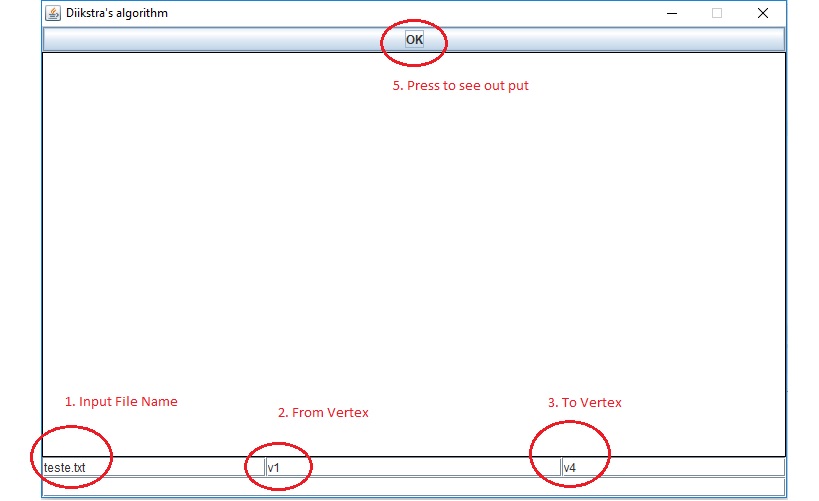 Diikstra's algorithm
OK
5. Press to see out put
1. Input File Name
2. From Vertex
3. To Vertex
teste.txt
v1
v4